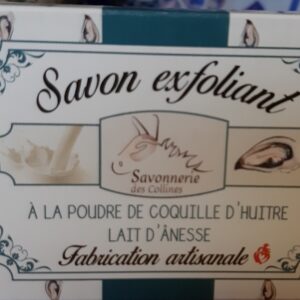 Savon exfoliant
Savonnerie
des Collines
À LA POUDRE DE COQUILLE D'HUITRE
LAIT D'ÂNESSE
Fabrication artisanale